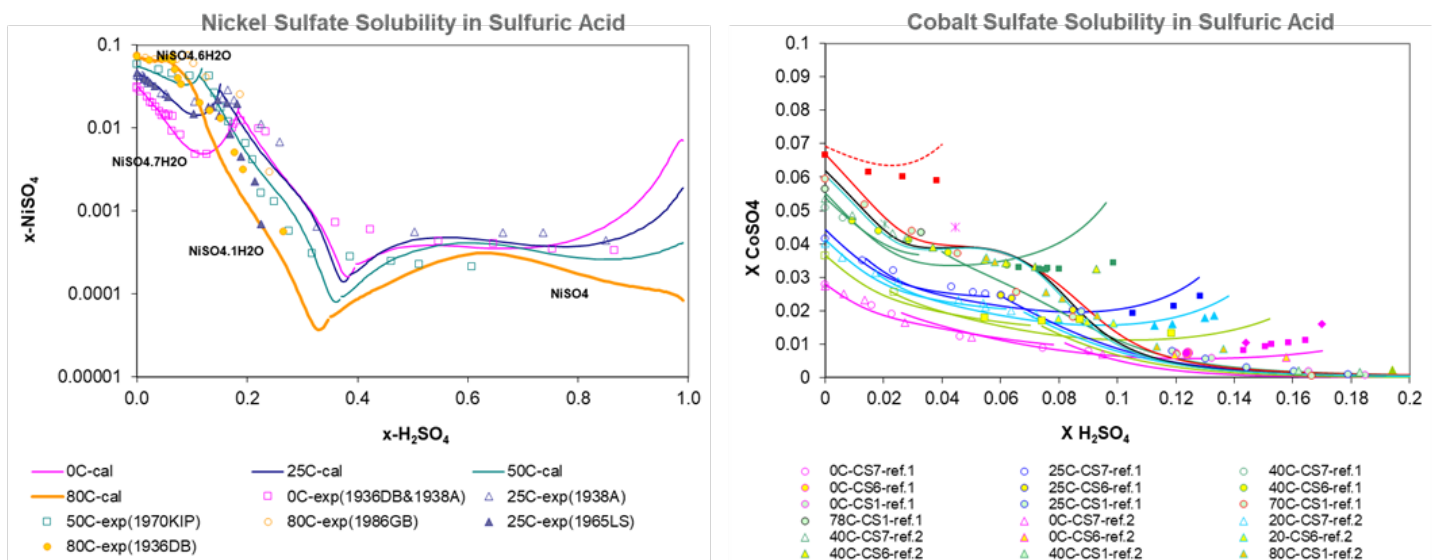 Nickel Sulfate Solubility in Sulfuric Acid
0.1
0.01
0.001
0.0001
0.00001
x-NiSO₄
NiSO4.6H2O
NiSO4.7H2O
NiSO4.1H2O
NiSO4
0.0 0.2 0.4 0.6 0.8 1.0
x-H₂SO₄
0C-cal 25C-cal 50C-cal
80C-cal 0C-exp(1936DB&1938A) 25C-exp(1938A)
50C-exp(1970KIP) 80C-exp(1986GB) 25C-exp(1965LS)
80C-exp(1936DB)
Cobalt Sulfate Solubility in Sulfuric Acid
0.1
0.09
0.08
0.07
0.06
0.05
0.04
0.03
0.02
0.01
0
X CoSO4
0 0.02 0.04 0.06 0.08 0.1 0.12 0.14 0.16 0.18 0.2
X H₂SO₄
0C-CS7-ref.1 25C-CS7-ref.1 40C-CS7-ref.1
0C-CS6-ref.1 25C-CS6-ref.1 40C-CS6-ref.1
0C-CS1-ref.1 25C-CS1-ref.1 70C-CS1-ref.1
78C-CS1-ref.1 0C-CS7-ref.2 20C-CS7-ref.2
40C-CS7-ref.2 0C-CS6-ref.2 20-CS6-ref.2
40C-CS6-ref.2 40C-CS1-ref.2 80C-CS1-ref.2